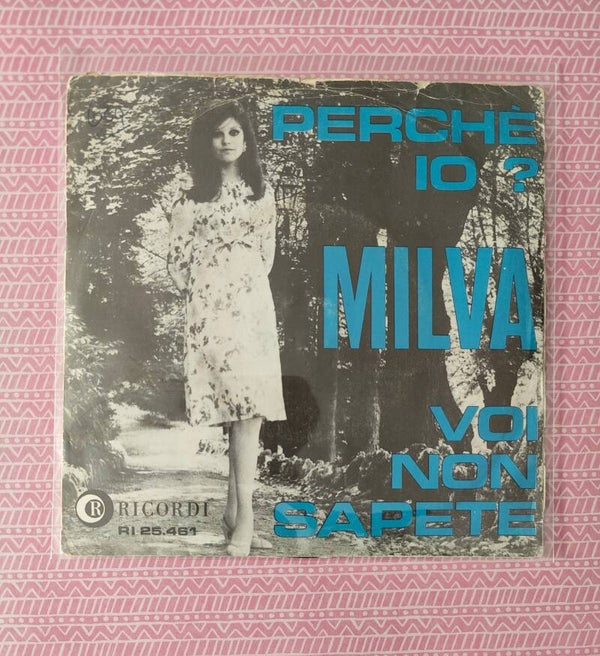 PERCHÈ
IO ?
MILVA
VOI
NON
SAPETE
R RICORDI
RI 25.461